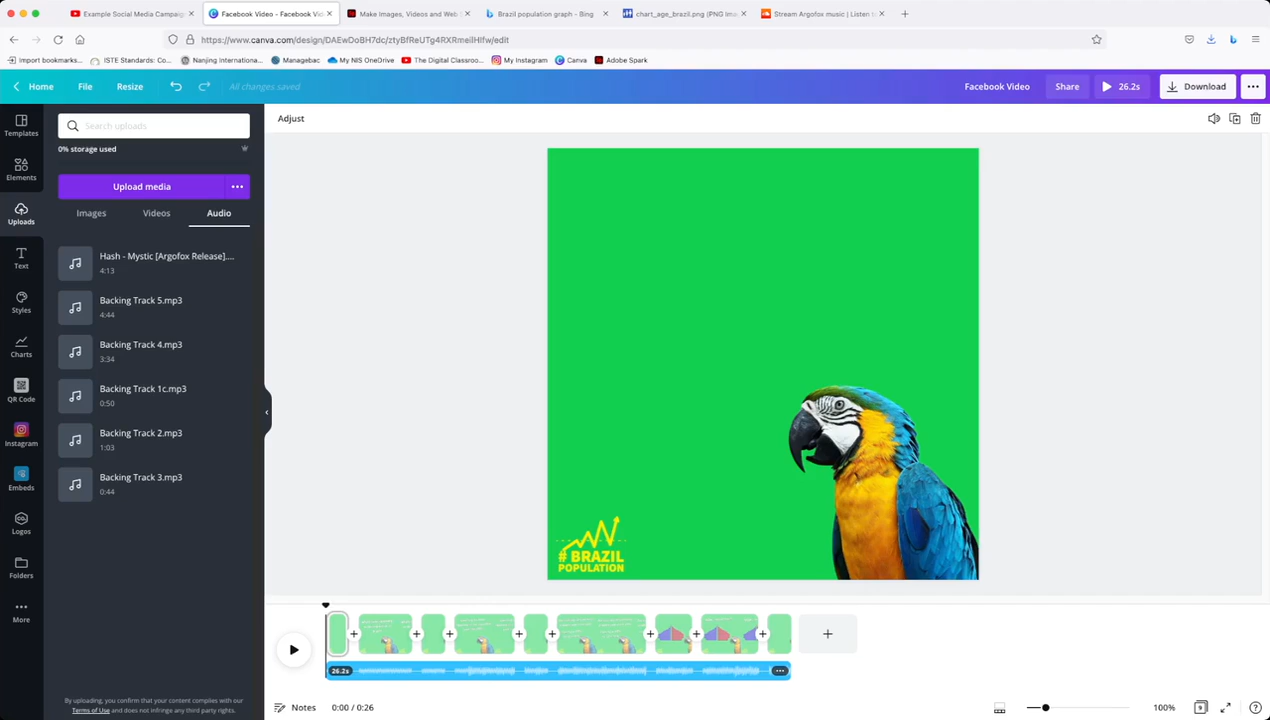 Example Social Media Campaign
Facebook Video – Facebook Vid
Make Images, Videos and Web S
Brazil population graph - Bing
chart_age_brazil.png (PNG Ima
Stream Argofox music | Listen t
https://www.canva.com/design/DAEwDoBH7dc/ztyBfReUTg4RXRmeilHlfw/edit
Import bookmarks...
ISTE Standards: Co...
Nanjing International...
Managebac
My NIS OneDrive
The Digital Classroo...
My Instagram
Canva
Adobe Spark
Home
File
Resize
All changes saved
Facebook Video
Share
26.2s
Download
Templates
Elements
Uploads
Text
Styles
Charts
QR Code
Instagram
Embeds
Logos
Folders
More
Search uploads
0% storage used
Upload media
Images
Videos
Audio
Hash - Mystic [Argofox Release]....
4:13
Backing Track 5.mp3
4:44
Backing Track 4.mp3
3:34
Backing Track 1c.mp3
0:50
Backing Track 2.mp3
1:03
Backing Track 3.mp3
0:44
By uploading, you confirm that your content complies with our
Terms of Use and does not infringe any third party rights.
Adjust
# BRAZIL
POPULATION
26.2s
Notes
0:00 / 0:26
100%
9